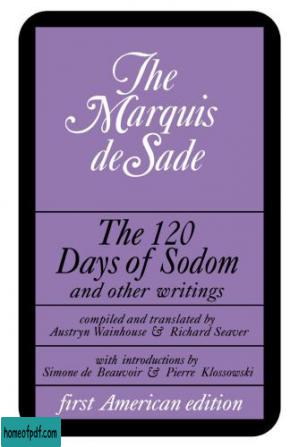 The
Marquis
de Sade
The 120
Days of Sodom
and other writings
compiled and translated by
Austryn Wainhouse & Richard Seaver
with introductions by
Simone de Beauvoir & Pierre Klossowski
first American edition
homeofpdf.com